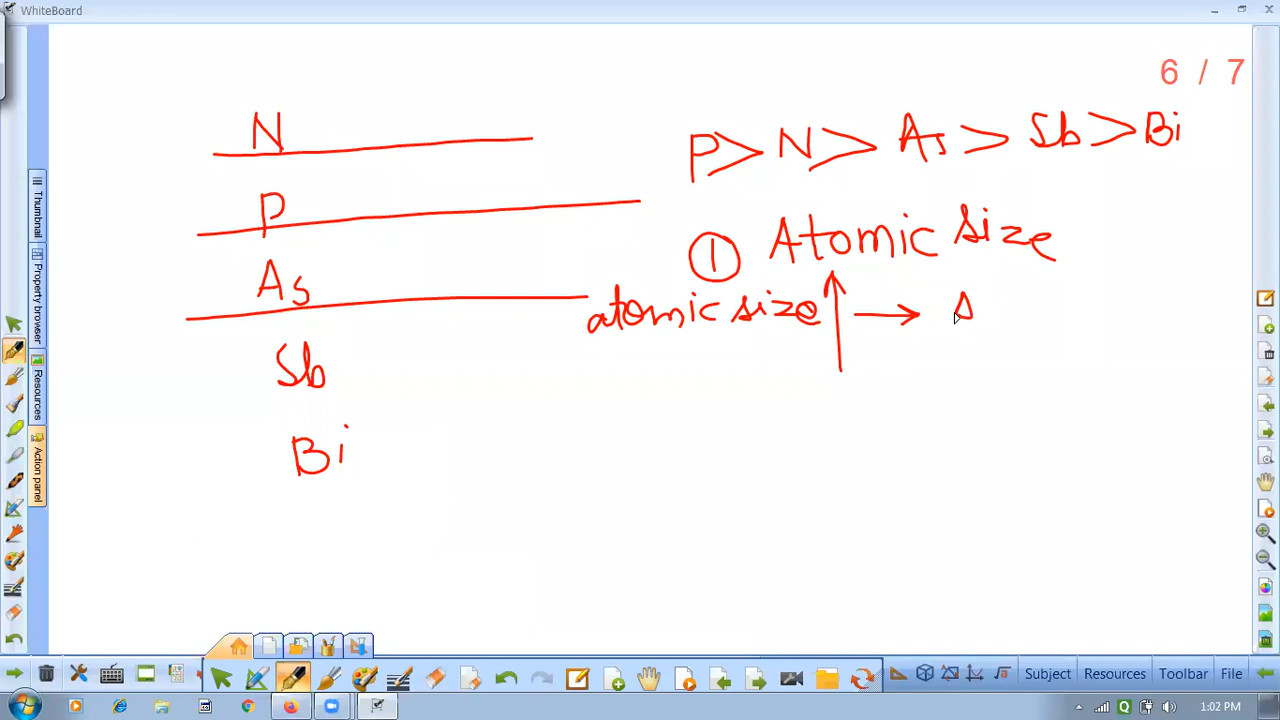 WhiteBoard
6 / 7
N
P > N > As > Sb > Bi
P
① Atomic size
As
atomic size ↑ →
Sb
Bi
Thumbnail
Property browser
Resources
Action panel
Subject
Resources
Toolbar
File
1:02 PM